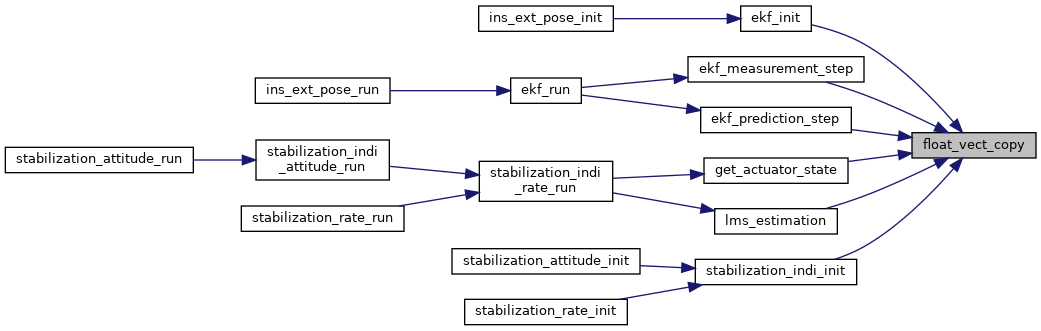 ins_ext_pose_init
ekf_init
ekf_measurement_step
ins_ext_pose_run
ekf_run
ekf_prediction_step
float_vect_copy
stabilization_attitude_run
stabilization_indi
_attitude_run
stabilization_indi
_rate_run
get_actuator_state
stabilization_rate_run
lms_estimation
stabilization_attitude_init
stabilization_indi_init
stabilization_rate_init